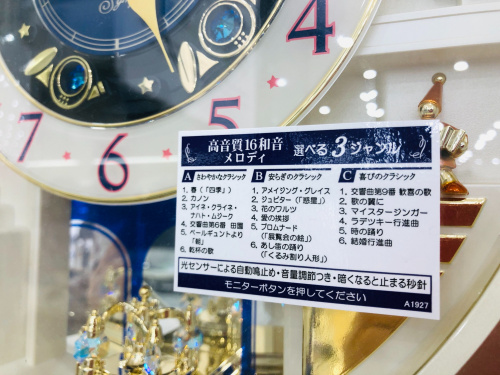 4
3
5
6
7
高音質16和音
メロディ
選べる3ジャンル
A さわやかなクラシック
1. 春(「四季」)
2. カノン
3. アイネ・クライネ・
ナハト・ムジーク
4. 交響曲第6番 田園
5. ペールギュントより
「朝」
6. 乾杯の歌
B 安らぎのクラシック
1. アメイジング・グレイス
2. ジュピター(「惑星」)
3. 花のワルツ
4. 愛の挨拶
5. プロムナード
(「展覧会の絵」)
6. あし笛の踊り
(「くるみ割り人形」)
C 喜びのクラシック
1. 交響曲第9番 歓喜の歌
2. 歌の翼に
3. マイスタージンガー
4. ラデツキー行進曲
5. 時の踊り
6. 結婚行進曲
光センサーによる自動鳴止め・音量調節つき・暗くなると止まる秒針
モニターボタンを押してください
A1927